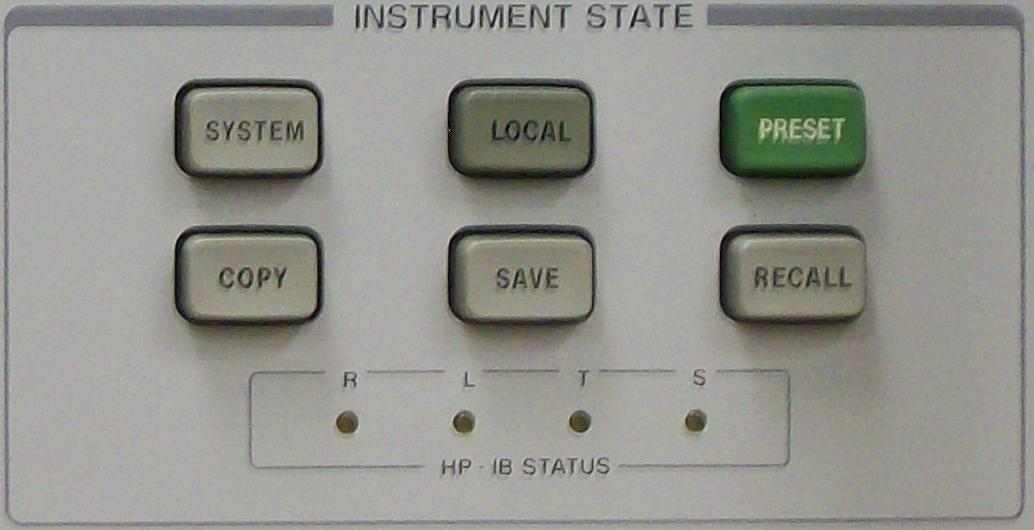 INSTRUMENT STATE
SYSTEM LOCAL PRESET
COPY SAVE RECALL
R L T S
HP-IB STATUS